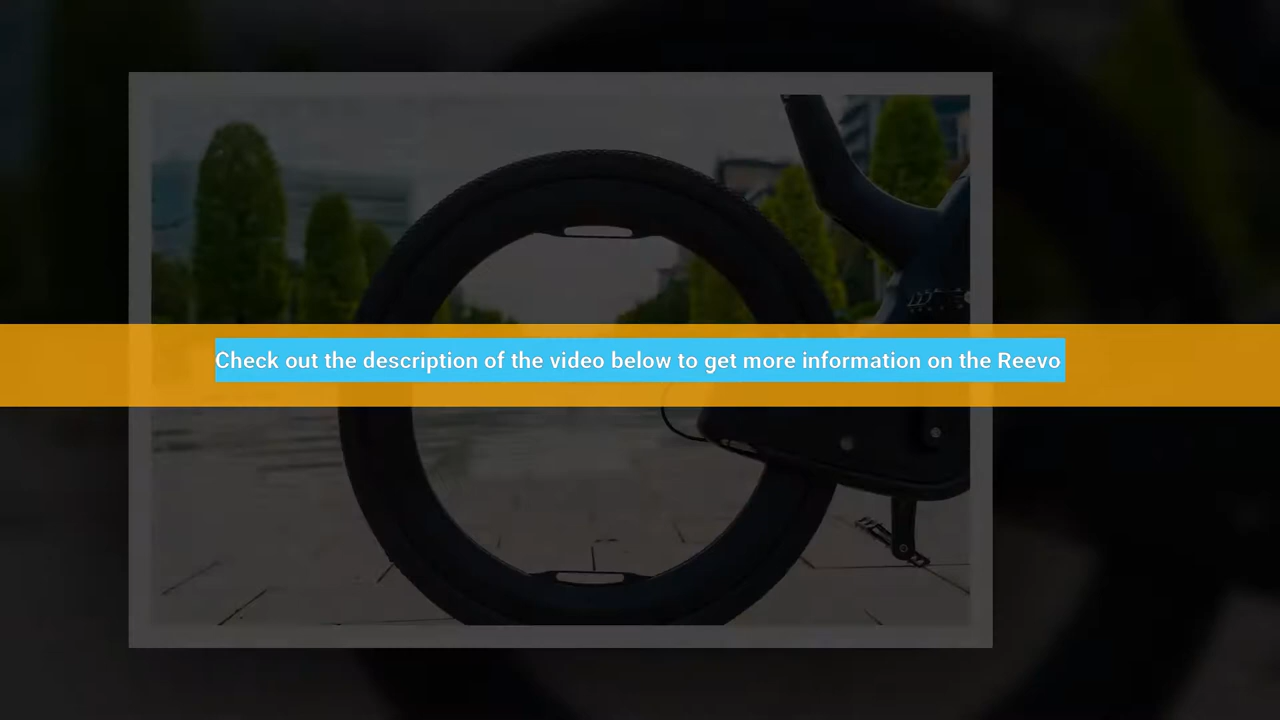 Check out the description of the video below to get more information on the Reevo